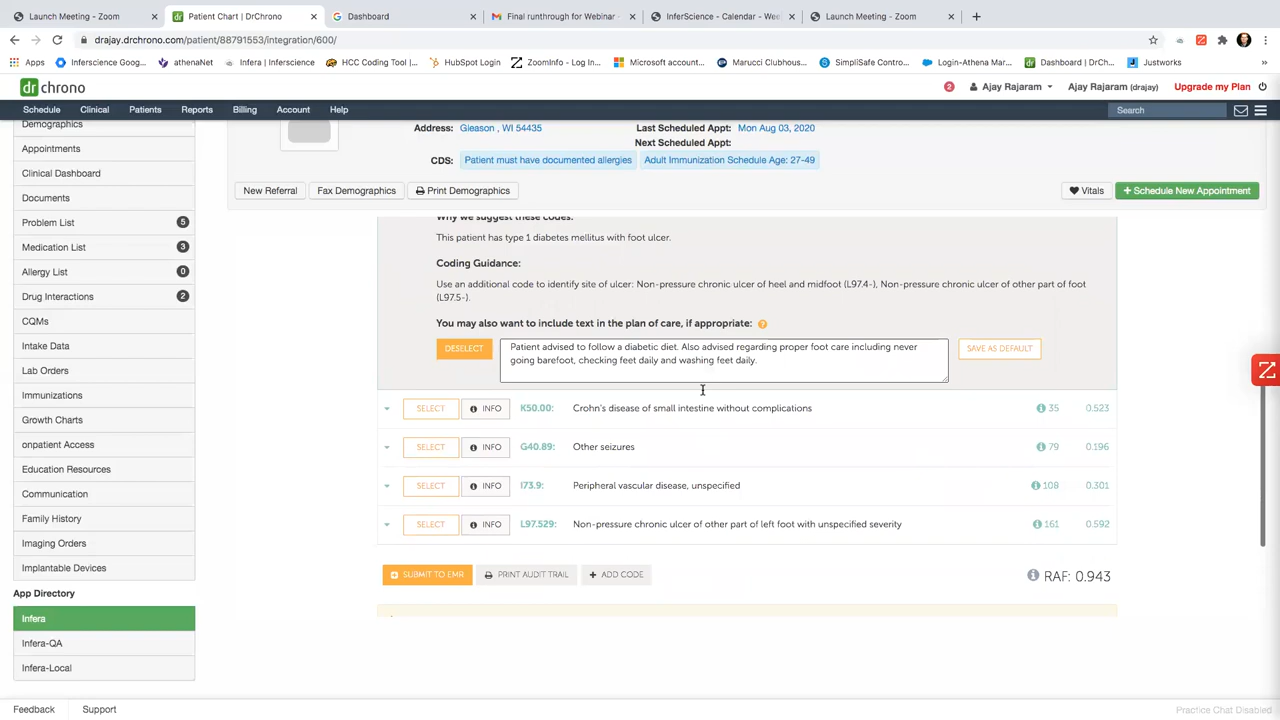 Launch Meeting - Zoom
Patient Chart | DrChrono
Dashboard
Final runthrough for Webinar -
InferScience - Calendar - Wee
Launch Meeting - Zoom
drajay.drchrono.com/patient/88791553/integration/600/
Apps
Inferscience Goog...
athenaNet
Infera | Inferscience
HCC Coding Tool |...
HubSpot Login
ZoomInfo - Log In...
Microsoft account...
Marucci Clubhous...
SimpliSafe Contro...
Login-Athena Mar...
Dashboard | DrCh...
Justworks
»
dr chrono
2
Ajay Rajaram
Ajay Rajaram (drajay)
Upgrade my Plan
Schedule
Clinical
Patients
Reports
Billing
Account
Help
Search
Demographics
Appointments
Clinical Dashboard
Documents
Problem List 5
Medication List 3
Allergy List 0
Drug Interactions 2
CQMs
Intake Data
Lab Orders
Immunizations
Growth Charts
onpatient Access
Education Resources
Communication
Family History
Imaging Orders
Implantable Devices
App Directory
Infera
Infera-QA
Infera-Local
Address: Gleason , WI 54435
Last Scheduled Appt: Mon Aug 03, 2020
Next Scheduled Appt:
CDS: Patient must have documented allergies Adult Immunization Schedule Age: 27-49
New Referral
Fax Demographics
Print Demographics
Vitals
Schedule New Appointment
Why we suggest these codes:
This patient has type 1 diabetes mellitus with foot ulcer.
Coding Guidance:
Use an additional code to identify site of ulcer: Non-pressure chronic ulcer of heel and midfoot (L97.4-), Non-pressure chronic ulcer of other part of foot
(L97.5-).
You may also want to include text in the plan of care, if appropriate: ?
DESELECT
Patient advised to follow a diabetic diet. Also advised regarding proper foot care including never
going barefoot, checking feet daily and washing feet daily.
SAVE AS DEFAULT
SELECT INFO K50.00: Crohn's disease of small intestine without complications 35 0.523
SELECT INFO G40.89: Other seizures 79 0.196
SELECT INFO I73.9: Peripheral vascular disease, unspecified 108 0.301
SELECT INFO L97.529: Non-pressure chronic ulcer of other part of left foot with unspecified severity 161 0.592
SUBMIT TO EMR
PRINT AUDIT TRAIL
ADD CODE
RAF: 0.943
Feedback
Support
Practice Chat Disabled